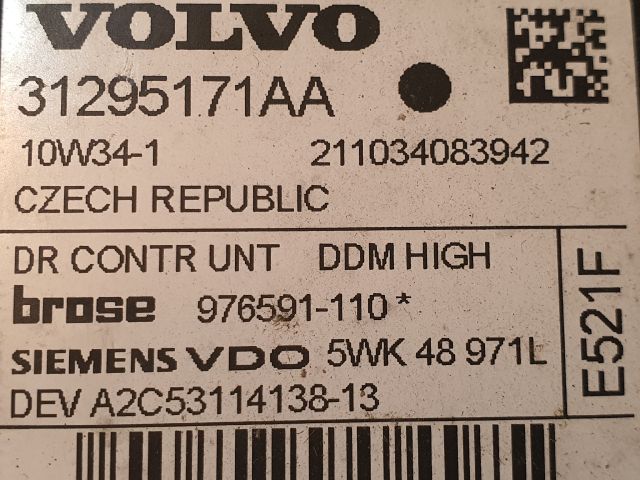 VOLVO
31295171AA
10W34-1 211034083942
CZECH REPUBLIC
DR CONTR UNT DDM HIGH
brose 976591-110 *
SIEMENS VDO 5WK 48 971L
DEV A2C53114138-13
E521F